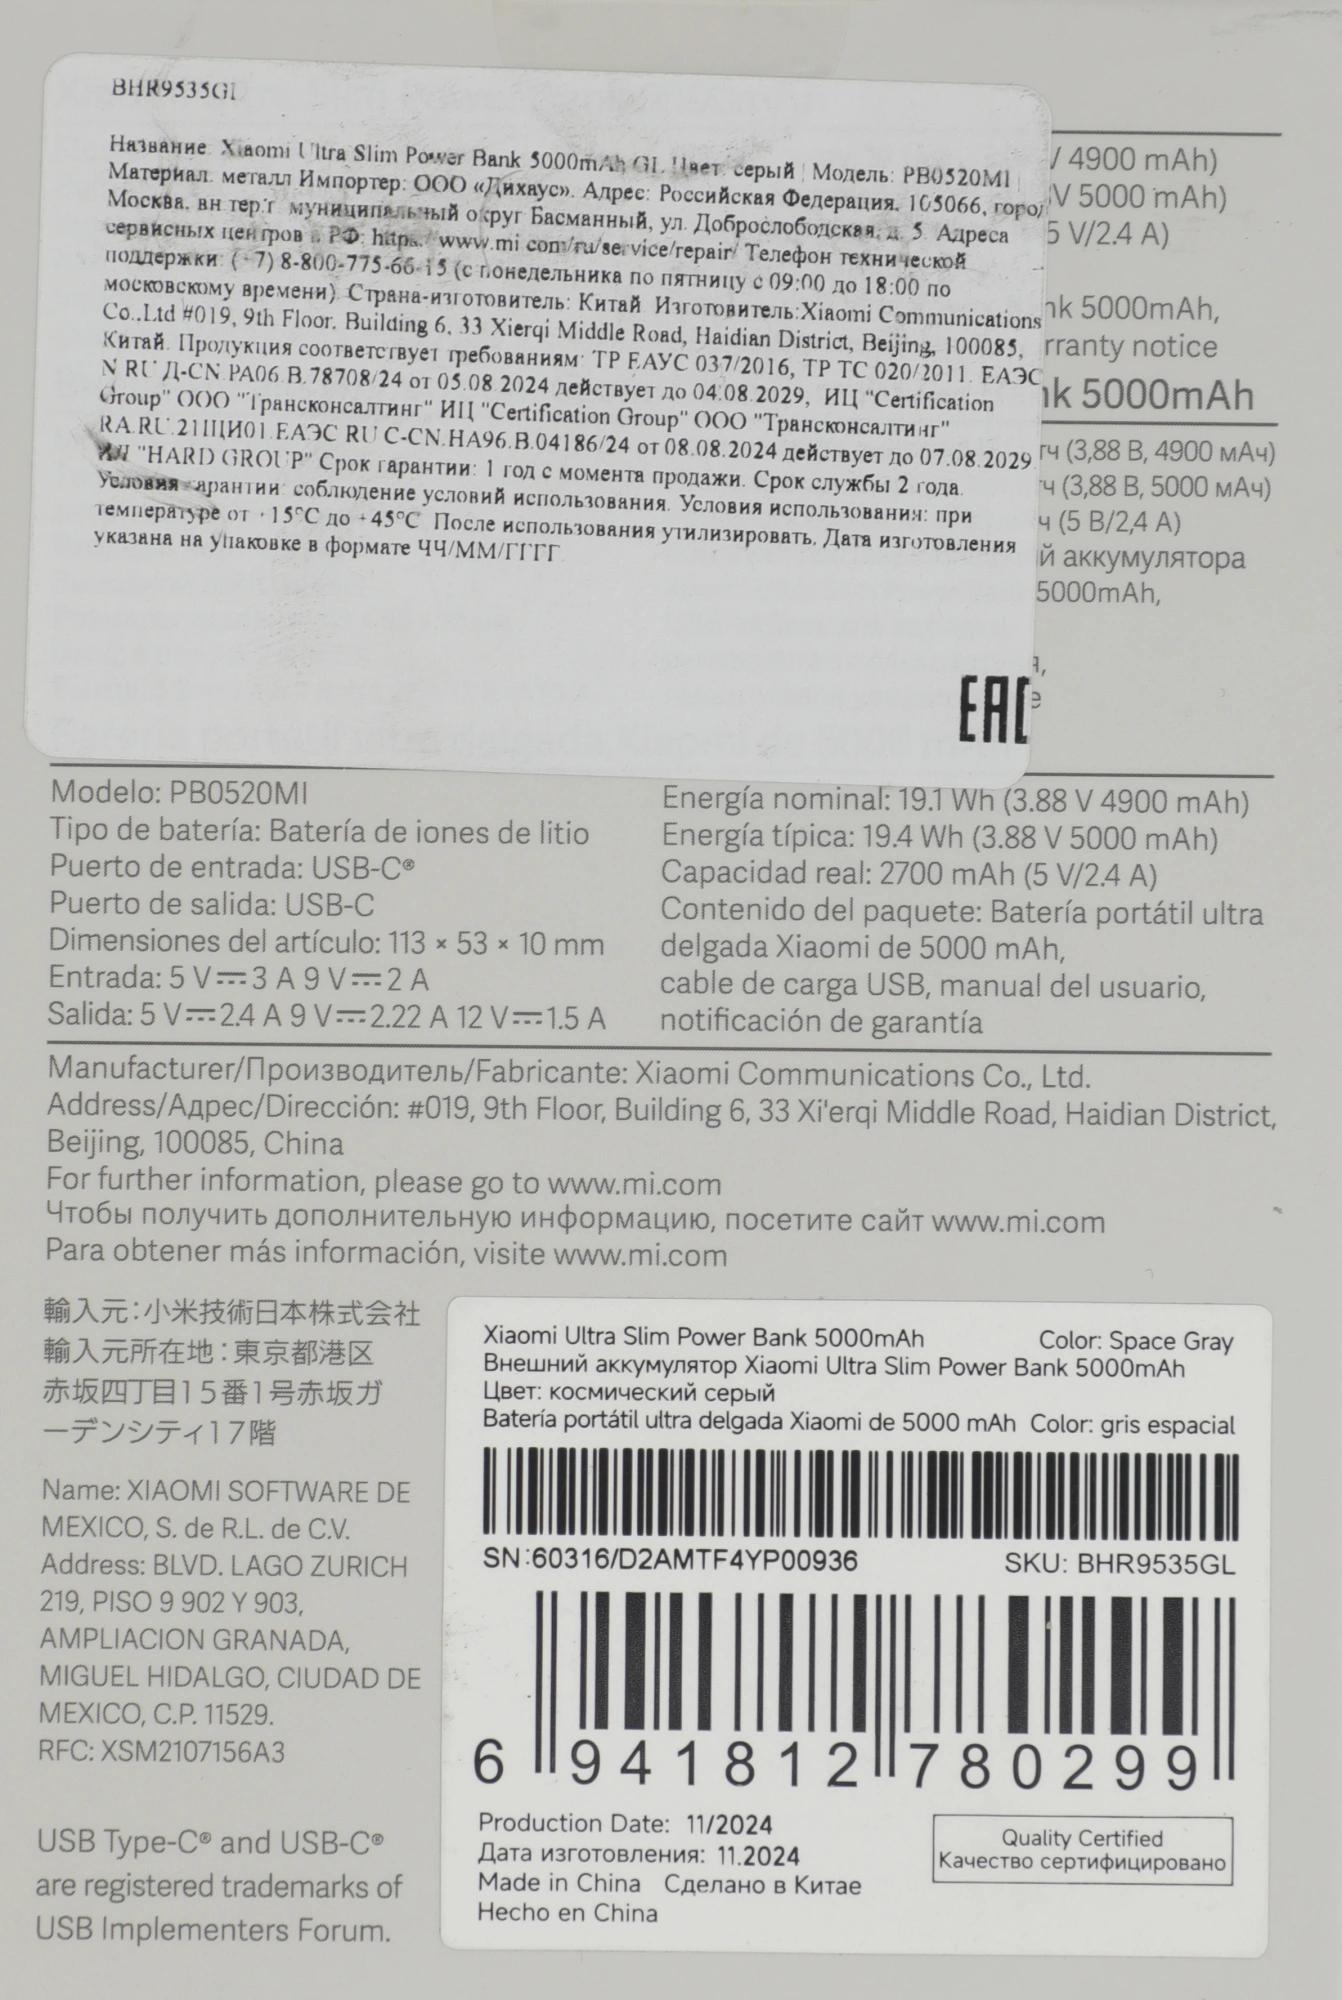 BHR9535GL
Название: Xiaomi Ultra Slim Power Bank 5000mAh GL Цвет: серый | Модель: PB0520MI |
Материал: металл Импортер: ООО «Дихаус». Адрес: Российская Федерация, 105066, город
Москва, вн.тер.г. муниципальный округ Басманный, ул. Доброслободская, д. 5. Адреса
сервисных центров в РФ: https://www.mi.com/ru/service/repair/ Телефон технической
поддержки: (+7) 8-800-775-66-15 (с понедельника по пятницу с 09:00 до 18:00 по
московскому времени) Страна-изготовитель: Китай Изготовитель:Xiaomi Communications
Co.,Ltd #019, 9th Floor, Building 6, 33 Xierqi Middle Road, Haidian District, Beijing, 100085,
Китай. Продукция соответствует требованиям: ТР ЕАУС 037/2016, ТР ТС 020/2011. ЕАЭС
N RU Д-CN.РА06.В.78708/24 от 05.08.2024 действует до 04.08.2029, ИЦ "Certification
Group" ООО "Трансконсалтинг" ИЦ "Certification Group" ООО "Трансконсалтинг"
RA.RU.21ПЩИ01.ЕАЭС RU C-CN.НА96.В.04186/24 от 08.08.2024 действует до 07.08.2029
"HARD GROUP" Срок гарантии: 1 год с момента продажи. Срок службы 2 года.
Условия гарантии: соблюдение условий использования. Условия использования: при
температуре от +15°С до +45°С После использования утилизировать. Дата изготовления
указана на упаковке в формате ЧЧ/ММ/ГГГГ
EAC
V 4900 mAh)
V 5000 mAh)
5 V/2.4 A)
nk 5000mAh,
rranty notice
nk 5000mAh
тч (3,88 В, 4900 мАч)
ч (3,88 В, 5000 мАч)
ч (5 В/2,4 А)
й аккумулятора
5000mAh,
я,
е
Modelo: PB0520MI
Tipo de batería: Batería de iones de litio
Puerto de entrada: USB-C®
Puerto de salida: USB-C
Dimensiones del artículo: 113 × 53 × 10 mm
Entrada: 5 V⎓3 A 9 V⎓2 A
Salida: 5 V⎓2.4 A 9 V⎓2.22 A 12 V⎓1.5 A
Energía nominal: 19.1 Wh (3.88 V 4900 mAh)
Energía típica: 19.4 Wh (3.88 V 5000 mAh)
Capacidad real: 2700 mAh (5 V/2.4 A)
Contenido del paquete: Batería portátil ultra
delgada Xiaomi de 5000 mAh,
cable de carga USB, manual del usuario,
notificación de garantía
Manufacturer/Производитель/Fabricante: Xiaomi Communications Co., Ltd.
Address/Адрес/Dirección: #019, 9th Floor, Building 6, 33 Xi'erqi Middle Road, Haidian District,
Beijing, 100085, China
For further information, please go to www.mi.com
Чтобы получить дополнительную информацию, посетите сайт www.mi.com
Para obtener más información, visite www.mi.com
輸入元：小米技術日本株式会社
輸入元所在地：東京都港区
赤坂四丁目15番1号赤坂ガ
ーデンシティ17階
Name: XIAOMI SOFTWARE DE
MEXICO, S. de R.L. de C.V.
Address: BLVD. LAGO ZURICH
219, PISO 9 902 Y 903,
AMPLIACION GRANADA,
MIGUEL HIDALGO, CIUDAD DE
MEXICO, C.P. 11529.
RFC: XSM2107156A3
USB Type-C® and USB-C®
are registered trademarks of
USB Implementers Forum.
Xiaomi Ultra Slim Power Bank 5000mAh Color: Space Gray
Внешний аккумулятор Xiaomi Ultra Slim Power Bank 5000mAh
Цвет: космический серый
Batería portátil ultra delgada Xiaomi de 5000 mAh Color: gris espacial
SN:60316/D2AMTF4YP00936 SKU: BHR9535GL
6 941812 780299
Production Date: 11/2024
Дата изготовления: 11.2024
Made in China Сделано в Китае
Hecho en China
Quality Certified
Качество сертифицировано